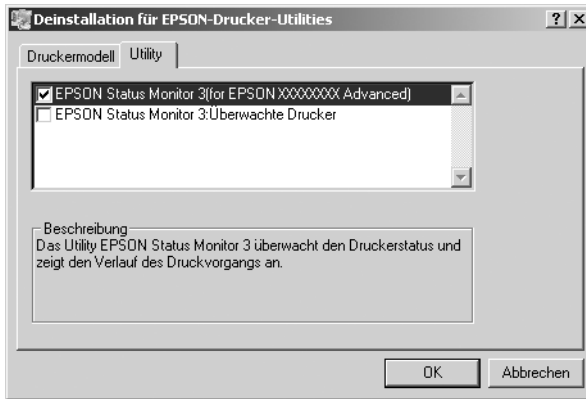 Deinstallation für EPSON-Drucker-Utilities
Druckermodell Utility
EPSON Status Monitor 3(for EPSON XXXXXXXX Advanced)
EPSON Status Monitor 3:Überwachte Drucker
Beschreibung
Das Utility EPSON Status Monitor 3 überwacht den Druckerstatus und
zeigt den Verlauf des Druckvorgangs an.
OK Abbrechen